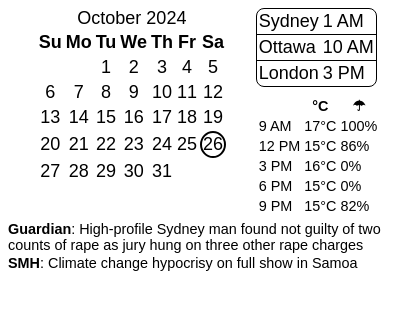 October 2024
Su Mo Tu We Th Fr Sa
1 2 3 4 5
6 7 8 9 10 11 12
13 14 15 16 17 18 19
20 21 22 23 24 25 26
27 28 29 30 31
Sydney 1 AM
Ottawa 10 AM
London 3 PM
°C ☂
9 AM 17°C 100%
12 PM 15°C 86%
3 PM 16°C 0%
6 PM 15°C 0%
9 PM 15°C 82%
Guardian: High-profile Sydney man found not guilty of two
counts of rape as jury hung on three other rape charges
SMH: Climate change hypocrisy on full show in Samoa